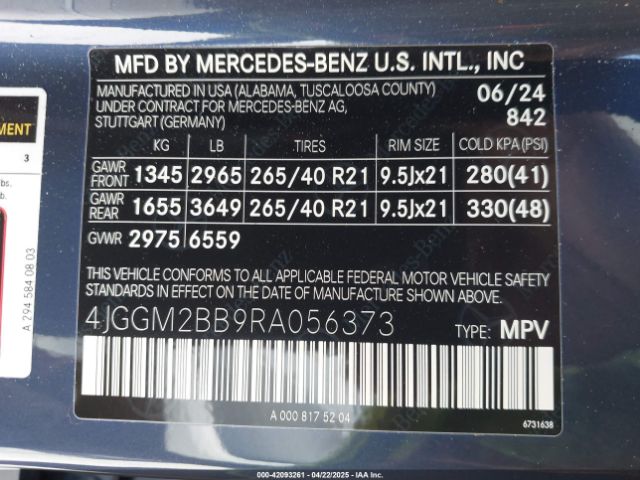 MFD BY MERCEDES-BENZ U.S. INTL., INC
MANUFACTURED IN USA (ALABAMA, TUSCALOOSA COUNTY) 06/24
UNDER CONTRACT FOR MERCEDES-BENZ AG,
STUTTGART (GERMANY) 842
KG LB TIRES RIM SIZE COLD KPA(PSI)
GAWR FRONT 1345 2965 265/40 R21 9.5Jx21 280(41)
GAWR REAR 1655 3649 265/40 R21 9.5Jx21 330(48)
GVWR 2975 6559
THIS VEHICLE CONFORMS TO ALL APPLICABLE FEDERAL MOTOR VEHICLE SAFETY
STANDARDS IN EFFECT ON THE DATE OF MANUFACTURE SHOWN ABOVE.
4JGGM2BB9RA056373 TYPE: MPV
A 000 817 52 04
6731638
3
A 294 584 08 03
000-42093261 - 04/22/2025 - IAA Corp.